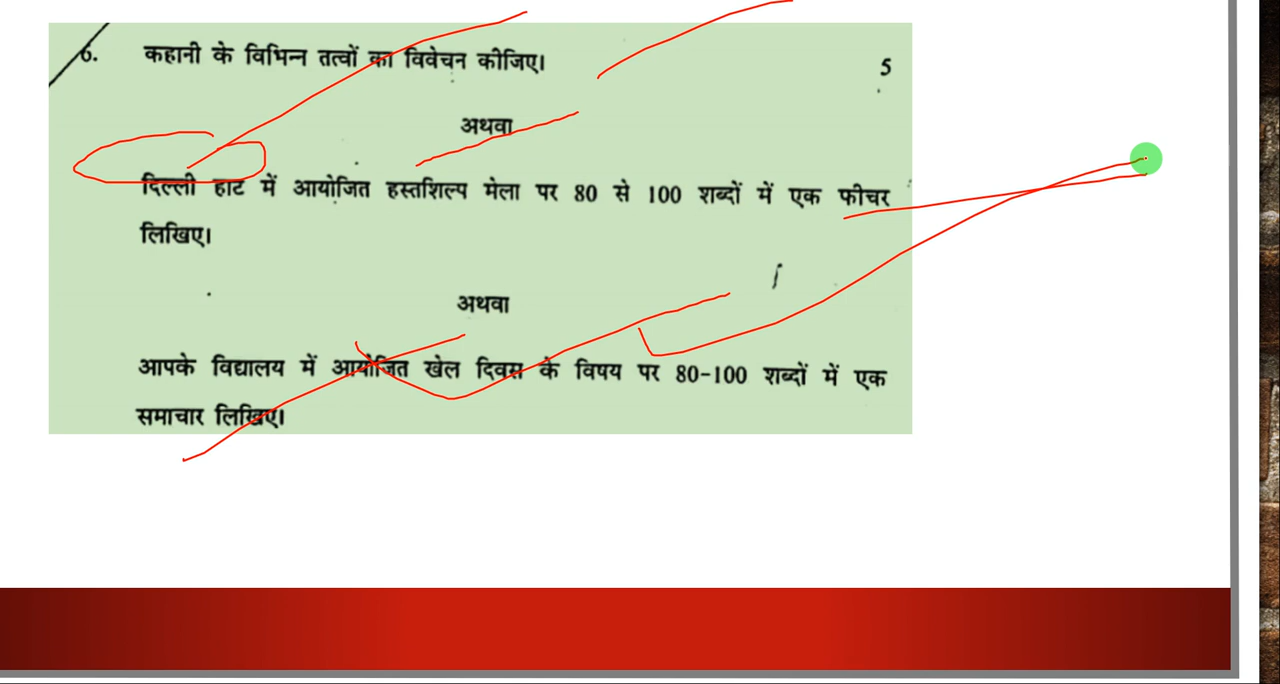 6. कहानी के विभिन्न तत्वों का विवेचन कीजिए। 5
अथवा
दिल्ली हाट में आयोजित हस्तशिल्प मेला पर 80 से 100 शब्दों में एक फीचर
लिखिए।
अथवा
आपके विद्यालय में आयोजित खेल दिवस के विषय पर 80-100 शब्दों में एक
समाचार लिखिए।